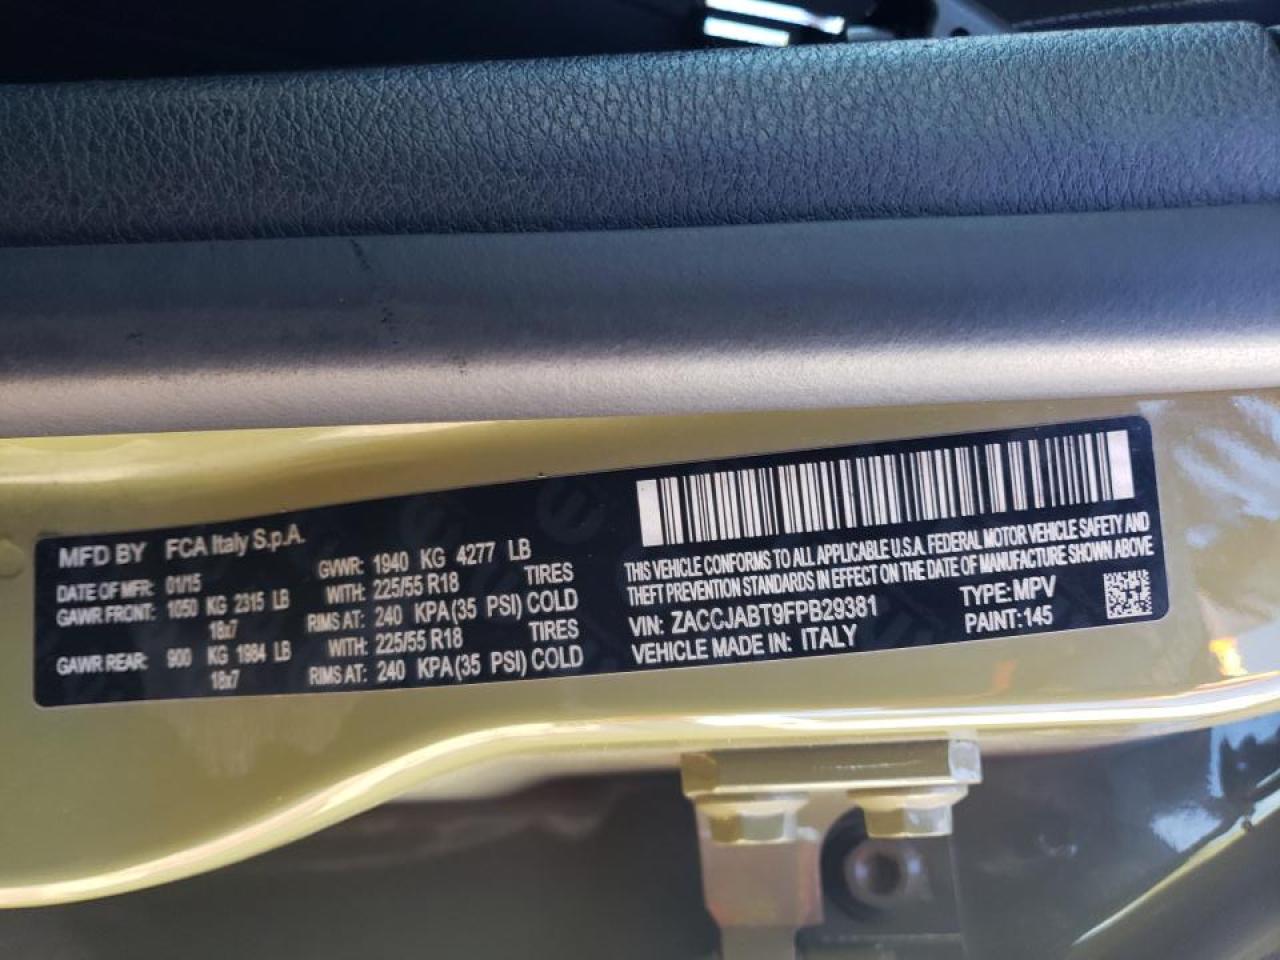 MFD BY FCA Italy S.p.A.
DATE OF MFR: 01/15 GVWR: 1940 KG 4277 LB
GAWR FRONT: 1050 KG 2315 LB WITH: 225/55 R18 TIRES
18x7 RIMS AT: 240 KPA(35 PSI) COLD
GAWR REAR: 900 KG 1984 LB WITH: 225/55 R18 TIRES
18x7 RIMS AT: 240 KPA(35 PSI) COLD
THIS VEHICLE CONFORMS TO ALL APPLICABLE U.S.A. FEDERAL MOTOR VEHICLE SAFETY AND
THEFT PREVENTION STANDARDS IN EFFECT ON THE DATE OF MANUFACTURE SHOWN ABOVE
VIN: ZACCJABT9FPB29381 TYPE: MPV
VEHICLE MADE IN: ITALY PAINT: 145